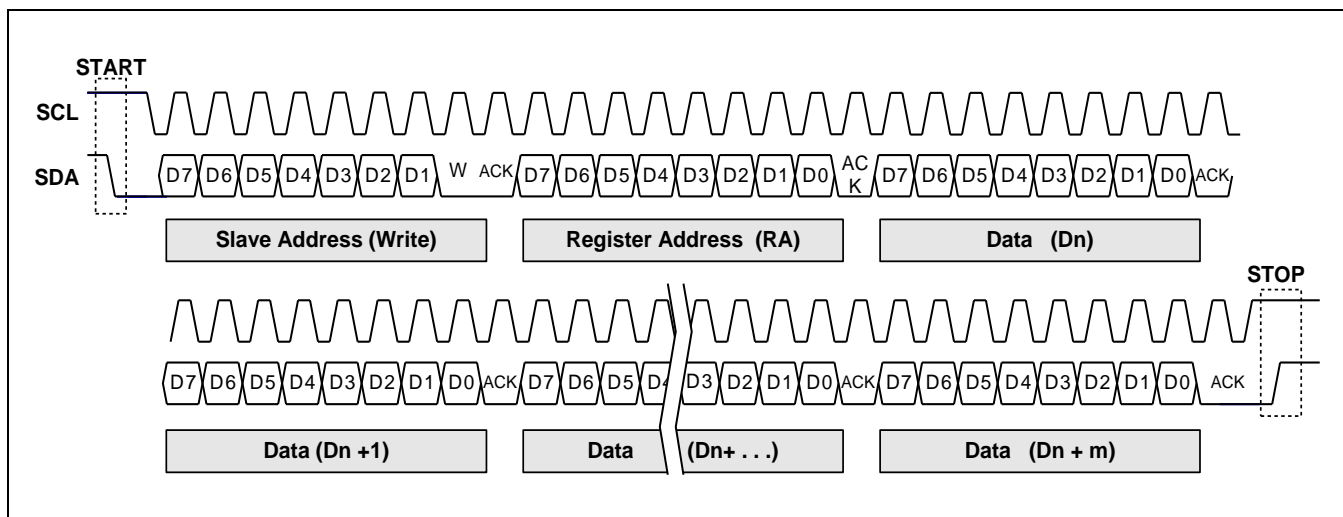 START
SCL
SDA D7 D6 D5 D4 D3 D2 D1 W ACK D7 D6 D5 D4 D3 D2 D1 D0 AC K D7 D6 D5 D4 D3 D2 D1 D0 ACK
Slave Address (Write) Register Address (RA) Data (Dn)
STOP
D7 D6 D5 D4 D3 D2 D1 D0 ACK D7 D6 D5 D4 D3 D2 D1 D0 ACK D7 D6 D5 D4 D3 D2 D1 D0 ACK
Data (Dn +1) Data (Dn+ . . .) Data (Dn + m)